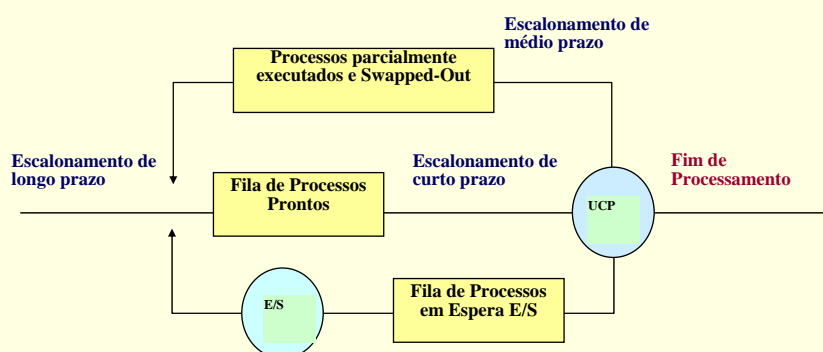 Escalonamento de
médio prazo
Processos parcialmente
executados e Swapped-Out
Escalonamento de
longo prazo
Fila de Processos
Prontos
Escalonamento de
curto prazo
UCP
Fim de
Processamento
E/S
Fila de Processos
em Espera E/S